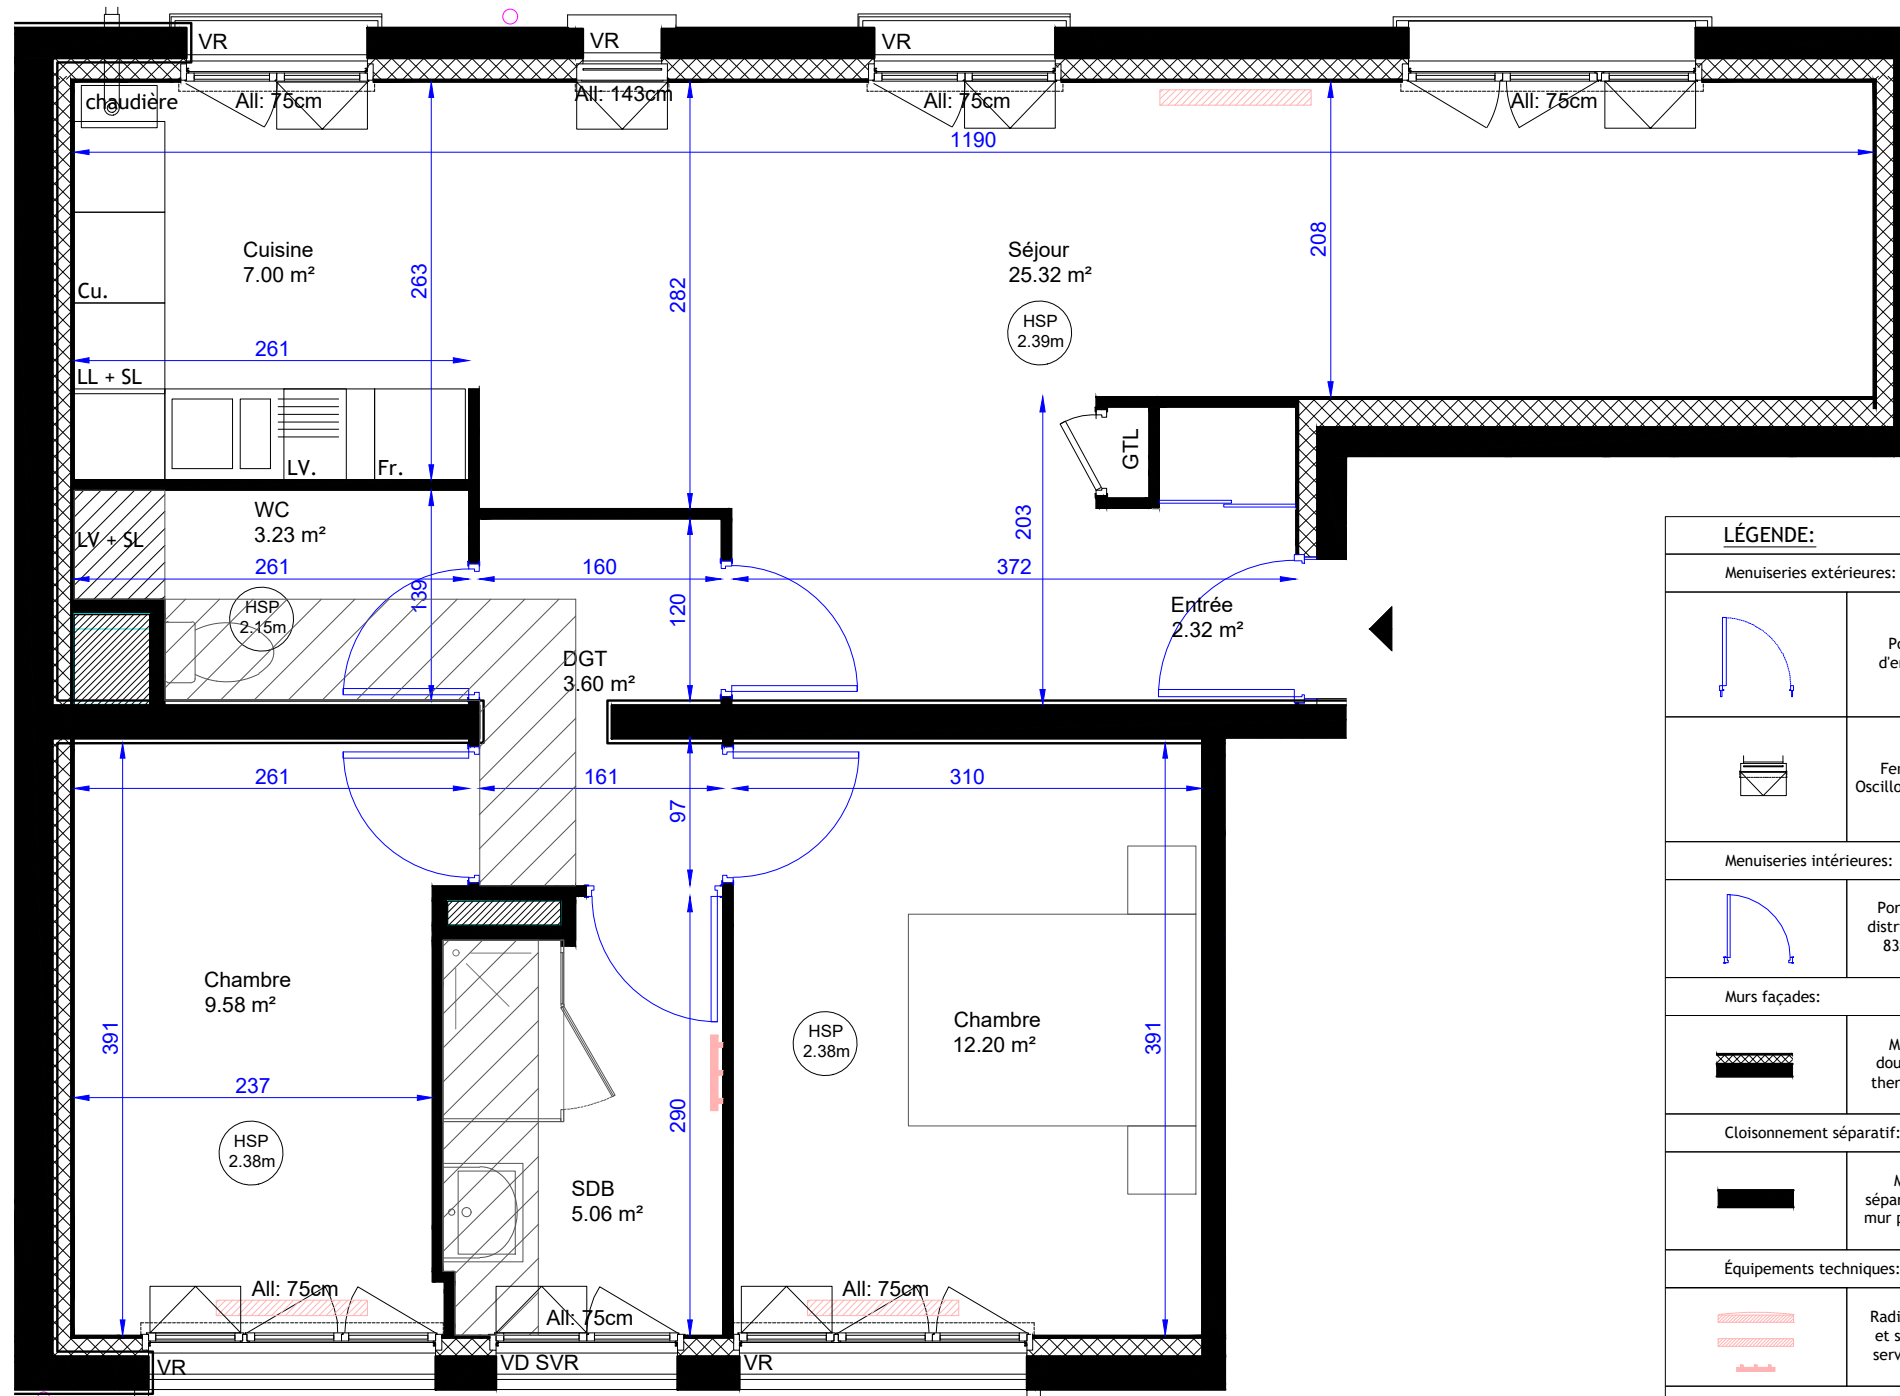 VR
VR
VR
chaudière
All: 75cm
All: 143cm
All: 75cm
All: 75cm
1190
Cuisine
7.00 m²
263
282
Séjour
25.32 m²
208
HSP
2.39m
Cu.
261
LL + SL
LV.
Fr.
GTL
WC
3.23 m²
LV + SL
261
139
160
120
203
372
HSP
2.15m
Entrée
2.32 m²
DGT
3.60 m²
261
161
97
310
Chambre
9.58 m²
391
237
HSP
2.38m
290
HSP
2.38m
Chambre
12.20 m²
391
SDB
5.06 m²
All: 75cm
All: 75cm
All: 75cm
VR
VD SVR
VR
LÉGENDE:
Menuiseries extérieures:
Menuiseries intérieures:
Murs façades:
Cloisonnement séparatif:
Équipements techniques:
et s